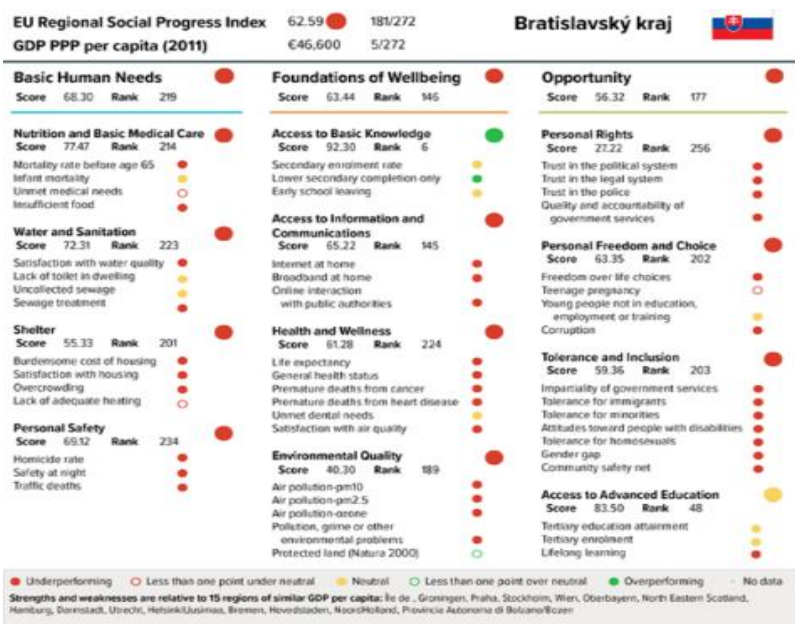 EU Regional Social Progress Index 62.59 181/272
GDP PPP per capita (2011) €46,600 5/272
Bratislavský kraj
Basic Human Needs
Score 68.30 Rank 219
Nutrition and Basic Medical Care
Score 77.47 Rank 214
Mortality rate before age 65
Infant mortality
Unmet medical needs
Insufficient food
Water and Sanitation
Score 72.31 Rank 223
Satisfaction with water quality
Lack of toilet in dwelling
Uncollected sewage
Sewage treatment
Shelter
Score 55.33 Rank 201
Burdensome cost of housing
Satisfaction with housing
Overcrowding
Lack of adequate heating
Personal Safety
Score 69.12 Rank 234
Homicide rate
Safety at night
Traffic deaths
Foundations of Wellbeing
Score 63.44 Rank 146
Access to Basic Knowledge
Score 92.30 Rank 6
Secondary enrolment rate
Lower secondary completion only
Early school leaving
Access to Information and
Communications
Score 65.22 Rank 145
Internet at home
Broadband at home
Online interaction
with public authorities
Health and Wellness
Score 61.28 Rank 224
Life expectancy
General health status
Premature deaths from cancer
Premature deaths from heart disease
Unmet dental needs
Satisfaction with air quality
Environmental Quality
Score 40.30 Rank 189
Air pollution-pm10
Air pollution-pm2.5
Air pollution-ozone
Pollution, grime or other
environmental problems
Protected land (Natura 2000)
Opportunity
Score 56.32 Rank 177
Personal Rights
Score 27.22 Rank 256
Trust in the political system
Trust in the legal system
Trust in the police
Quality and accountability of
government services
Personal Freedom and Choice
Score 63.35 Rank 202
Freedom over life choices
Teenage pregnancy
Young people not in education,
employment or training
Corruption
Tolerance and Inclusion
Score 59.36 Rank 203
Impartiality of government services
Tolerance for immigrants
Tolerance for minorities
Attitudes toward people with disabilities
Tolerance for homosexuals
Gender gap
Community safety net
Access to Advanced Education
Score 83.50 Rank 48
Tertiary education attainment
Tertiary enrolment
Lifelong learning
Underperforming Less than one point under neutral Neutral Less than one point over neutral Overperforming - No data
Strengths and weaknesses are relative to 15 regions of similar GDP per capita: Île de , Groningen, Praha, Stockholm, Wien, Oberbayern, North Eastern Scotland,
Hamburg, Darmstadt, Utrecht, Helsinki/Uusimaa, Bremen, Hovedstaden, Noord-Holland, Provincia Autonoma di Bolzano/Bozen